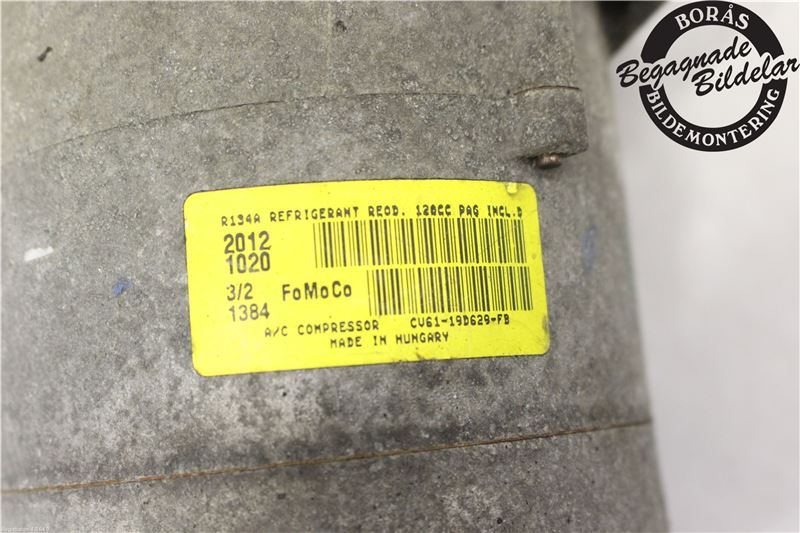 BORÅS
Begagnade
Bildelar
BILDEMONTERING
R134A REFRIGERANT REOD. 120CC PAG INCL.D
2012
1020
3/2 FoMoCo
1384
A/C COMPRESSOR CV61-19D629-FB
MADE IN HUNGARY